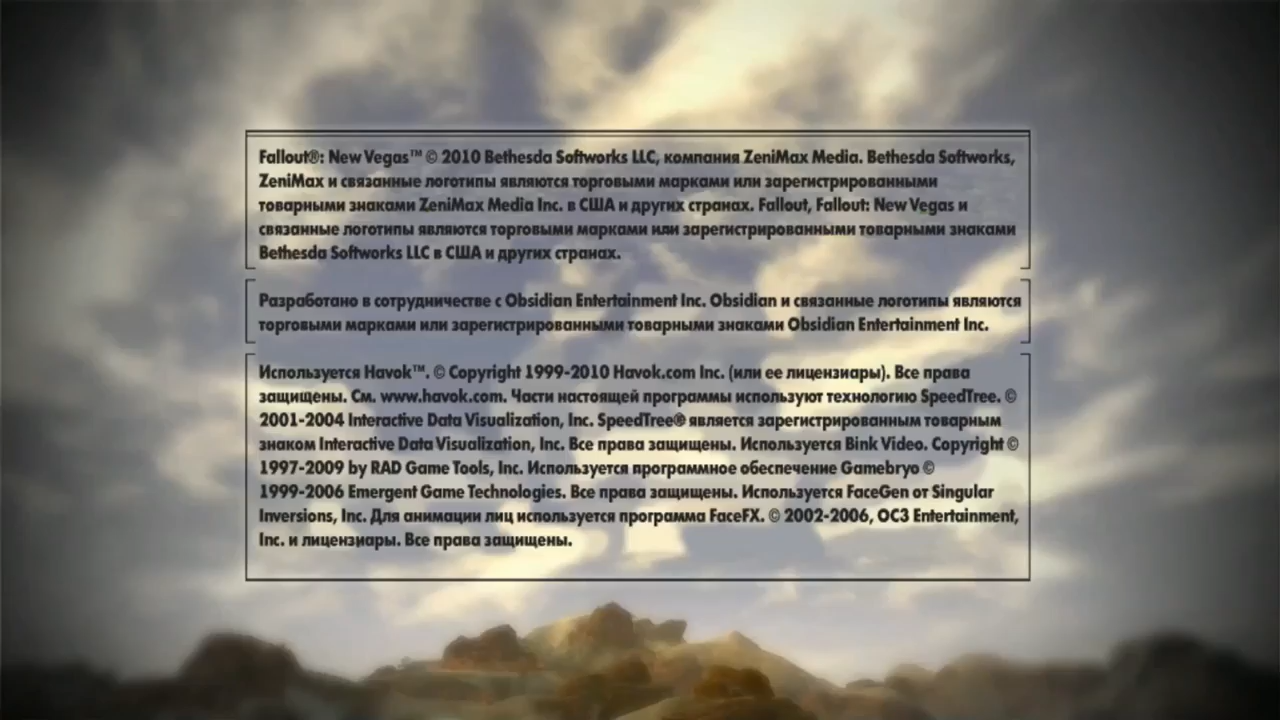 Fallout®: New Vegas™ © 2010 Bethesda Softworks LLC, компания ZeniMax Media. Bethesda Softworks,
ZeniMax и связанные логотипы являются торговыми марками или зарегистрированными
товарными знаками ZeniMax Media Inc. в США и других странах. Fallout, Fallout: New Vegas и
связанные логотипы являются торговыми марками или зарегистрированными товарными знаками
Bethesda Softworks LLC в США и других странах.
Разработано в сотрудничестве с Obsidian Entertainment Inc. Obsidian и связанные логотипы являются
торговыми марками или зарегистрированными товарными знаками Obsidian Entertainment Inc.
Используется Havok™. © Copyright 1999-2010 Havok.com Inc. (или ее лицензиары). Все права
защищены. См. www.havok.com. Части настоящей программы используют технологию SpeedTree. ©
2001-2004 Interactive Data Visualization, Inc. SpeedTree® является зарегистрированным товарным
знаком Interactive Data Visualization, Inc. Все права защищены. Используется Bink Video. Copyright ©
1997-2009 by RAD Game Tools, Inc. Используется программное обеспечение Gamebryo ©
1999-2006 Emergent Game Technologies. Все права защищены. Используется FaceGen от Singular
Inversions, Inc. Для анимации лиц используется программа FaceFX. © 2002-2006, OC3 Entertainment,
Inc. и лицензиары. Все права защищены.